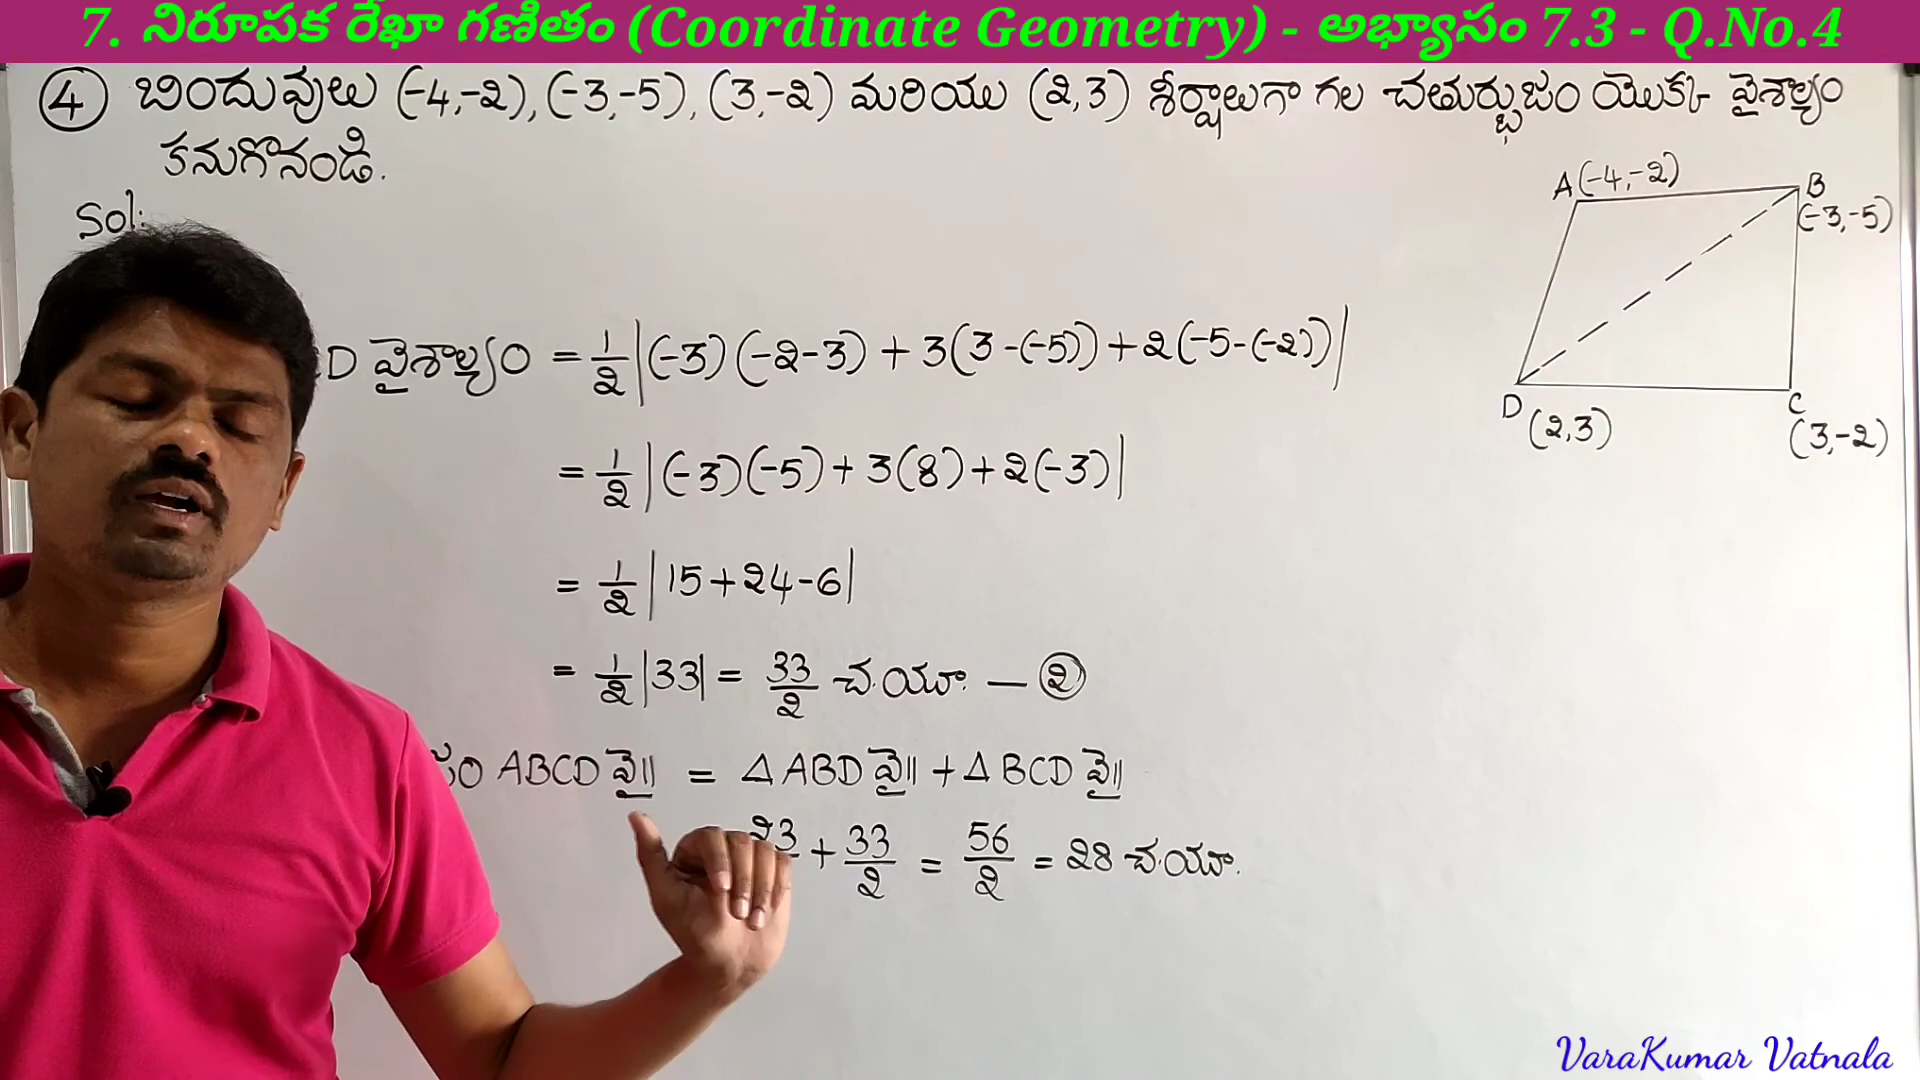 7. నిరూపక రేఖా గణితం (Coordinate Geometry) - అభ్యాసం 7.3 - Q.No.4
④ బిందువులు (-4,-2), (-3,-5), (3,-2) మరియు (2,3) శీర్షాలుగా గల చతుర్భుజం యొక్క వైశాల్యం
కనుగొనండి.
Sol:
A(-4,-2)
B
(-3,-5)
D (2,3)
C
(3,-2)
CD వైశాల్యం = 1/2 |(-3)(-2-3) + 3(3-(-5)) + 2(-5-(-2))|
= 1/2 |(-3)(-5) + 3(8) + 2(-3)|
= 1/2 |15+24-6|
= 1/2 |33| = 33/2 చ.యూ. — ②
ABCD వై॥ = Δ ABD వై॥ + Δ BCD వై॥
23 + 33/2 = 56/2 = 28 చ.యూ.
VaraKumar Vatnala